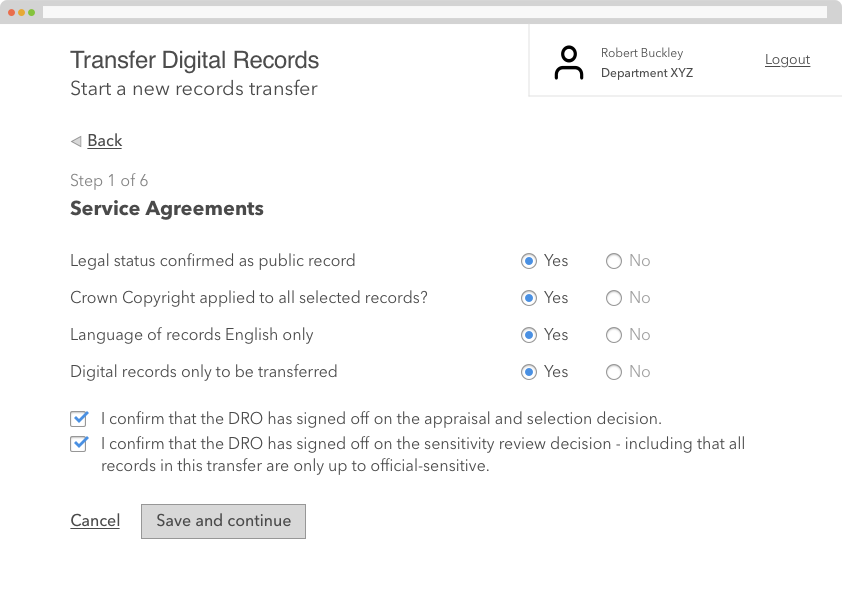 Transfer Digital Records
Start a new records transfer
Robert Buckley
Department XYZ
Logout
Back
Step 1 of 6
Service Agreements
Legal status confirmed as public record Yes No
Crown Copyright applied to all selected records? Yes No
Language of records English only Yes No
Digital records only to be transferred Yes No
I confirm that the DRO has signed off on the appraisal and selection decision.
I confirm that the DRO has signed off on the sensitivity review decision - including that all
records in this transfer are only up to official-sensitive.
Cancel Save and continue